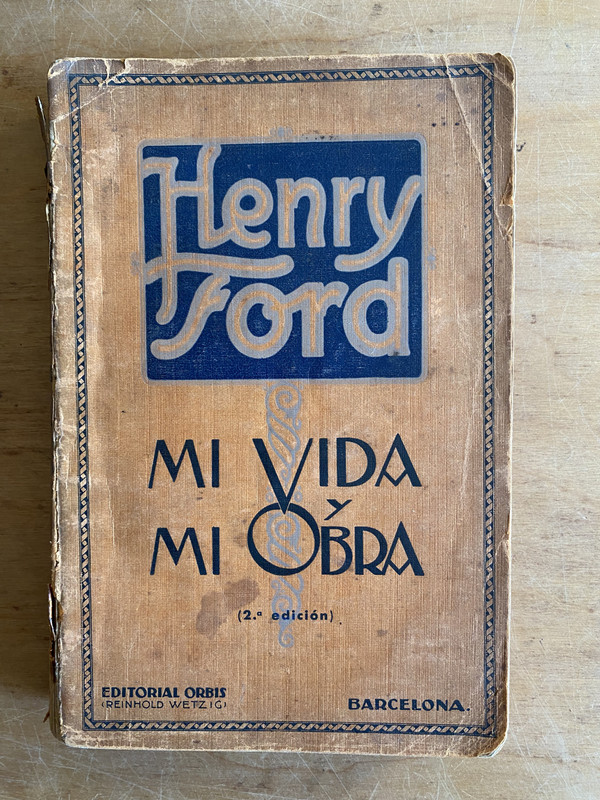 Henry
Ford
MI VIDA
Y
MI OBRA
(2.ª edición)
EDITORIAL ORBIS
(REINHOLD WETZIG)
BARCELONA.